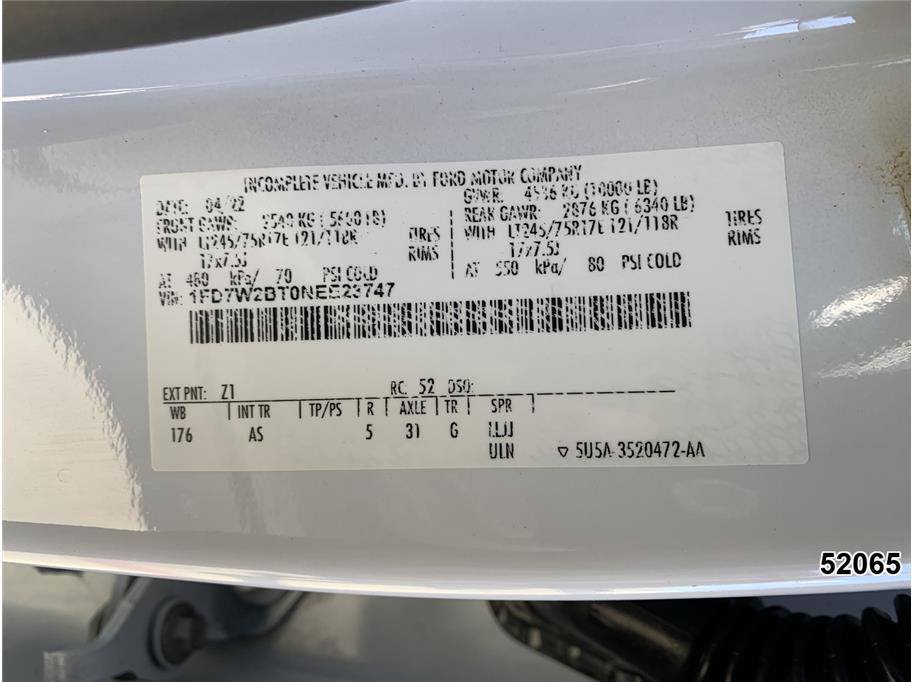 INCOMPLETE VEHICLE MFD. BY FORD MOTOR COMPANY
DATE: 04/22 GVWR: 4536 KG (10000 LB)
FRONT GAWR: KG LB) REAR GAWR: 2876 KG (6340 LB)
WITH LT245/75R17E 121/118R TIRES WITH LT245/75R17E 121/118R TIRES
17x7.5J RIMS 17x7.5J RIMS
AT kPa/ 70 PSI COLD AT 550 kPa/ 80 PSI COLD
VIN: 1FD7W2BT0NEE23747
EXT PNT: Z1 RC: 52 DSO:
WB INT TR TP/PS R AXLE TR SPR
176 AS 5 31 G
ULN ▽ 5U5A-3520472-AA
52065